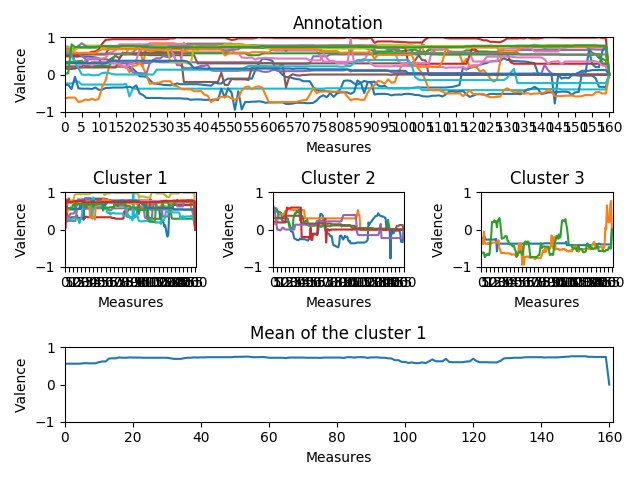 Annotation
Valence
1
0
−1
0 5 10 15 20 25 30 35 40 45 50 55 60 65 70 75 80 85 90 95 100 105 110 115 120 125 130 135 140 145 150 155 160
Measures
Cluster 1 Cluster 2 Cluster 3
Valence Valence Valence
1 1 1
0 0 0
−1 −1 −1
Measures Measures Measures
Mean of the cluster 1
Valence
1
0
−1
0 20 40 60 80 100 120 140 160
Measures